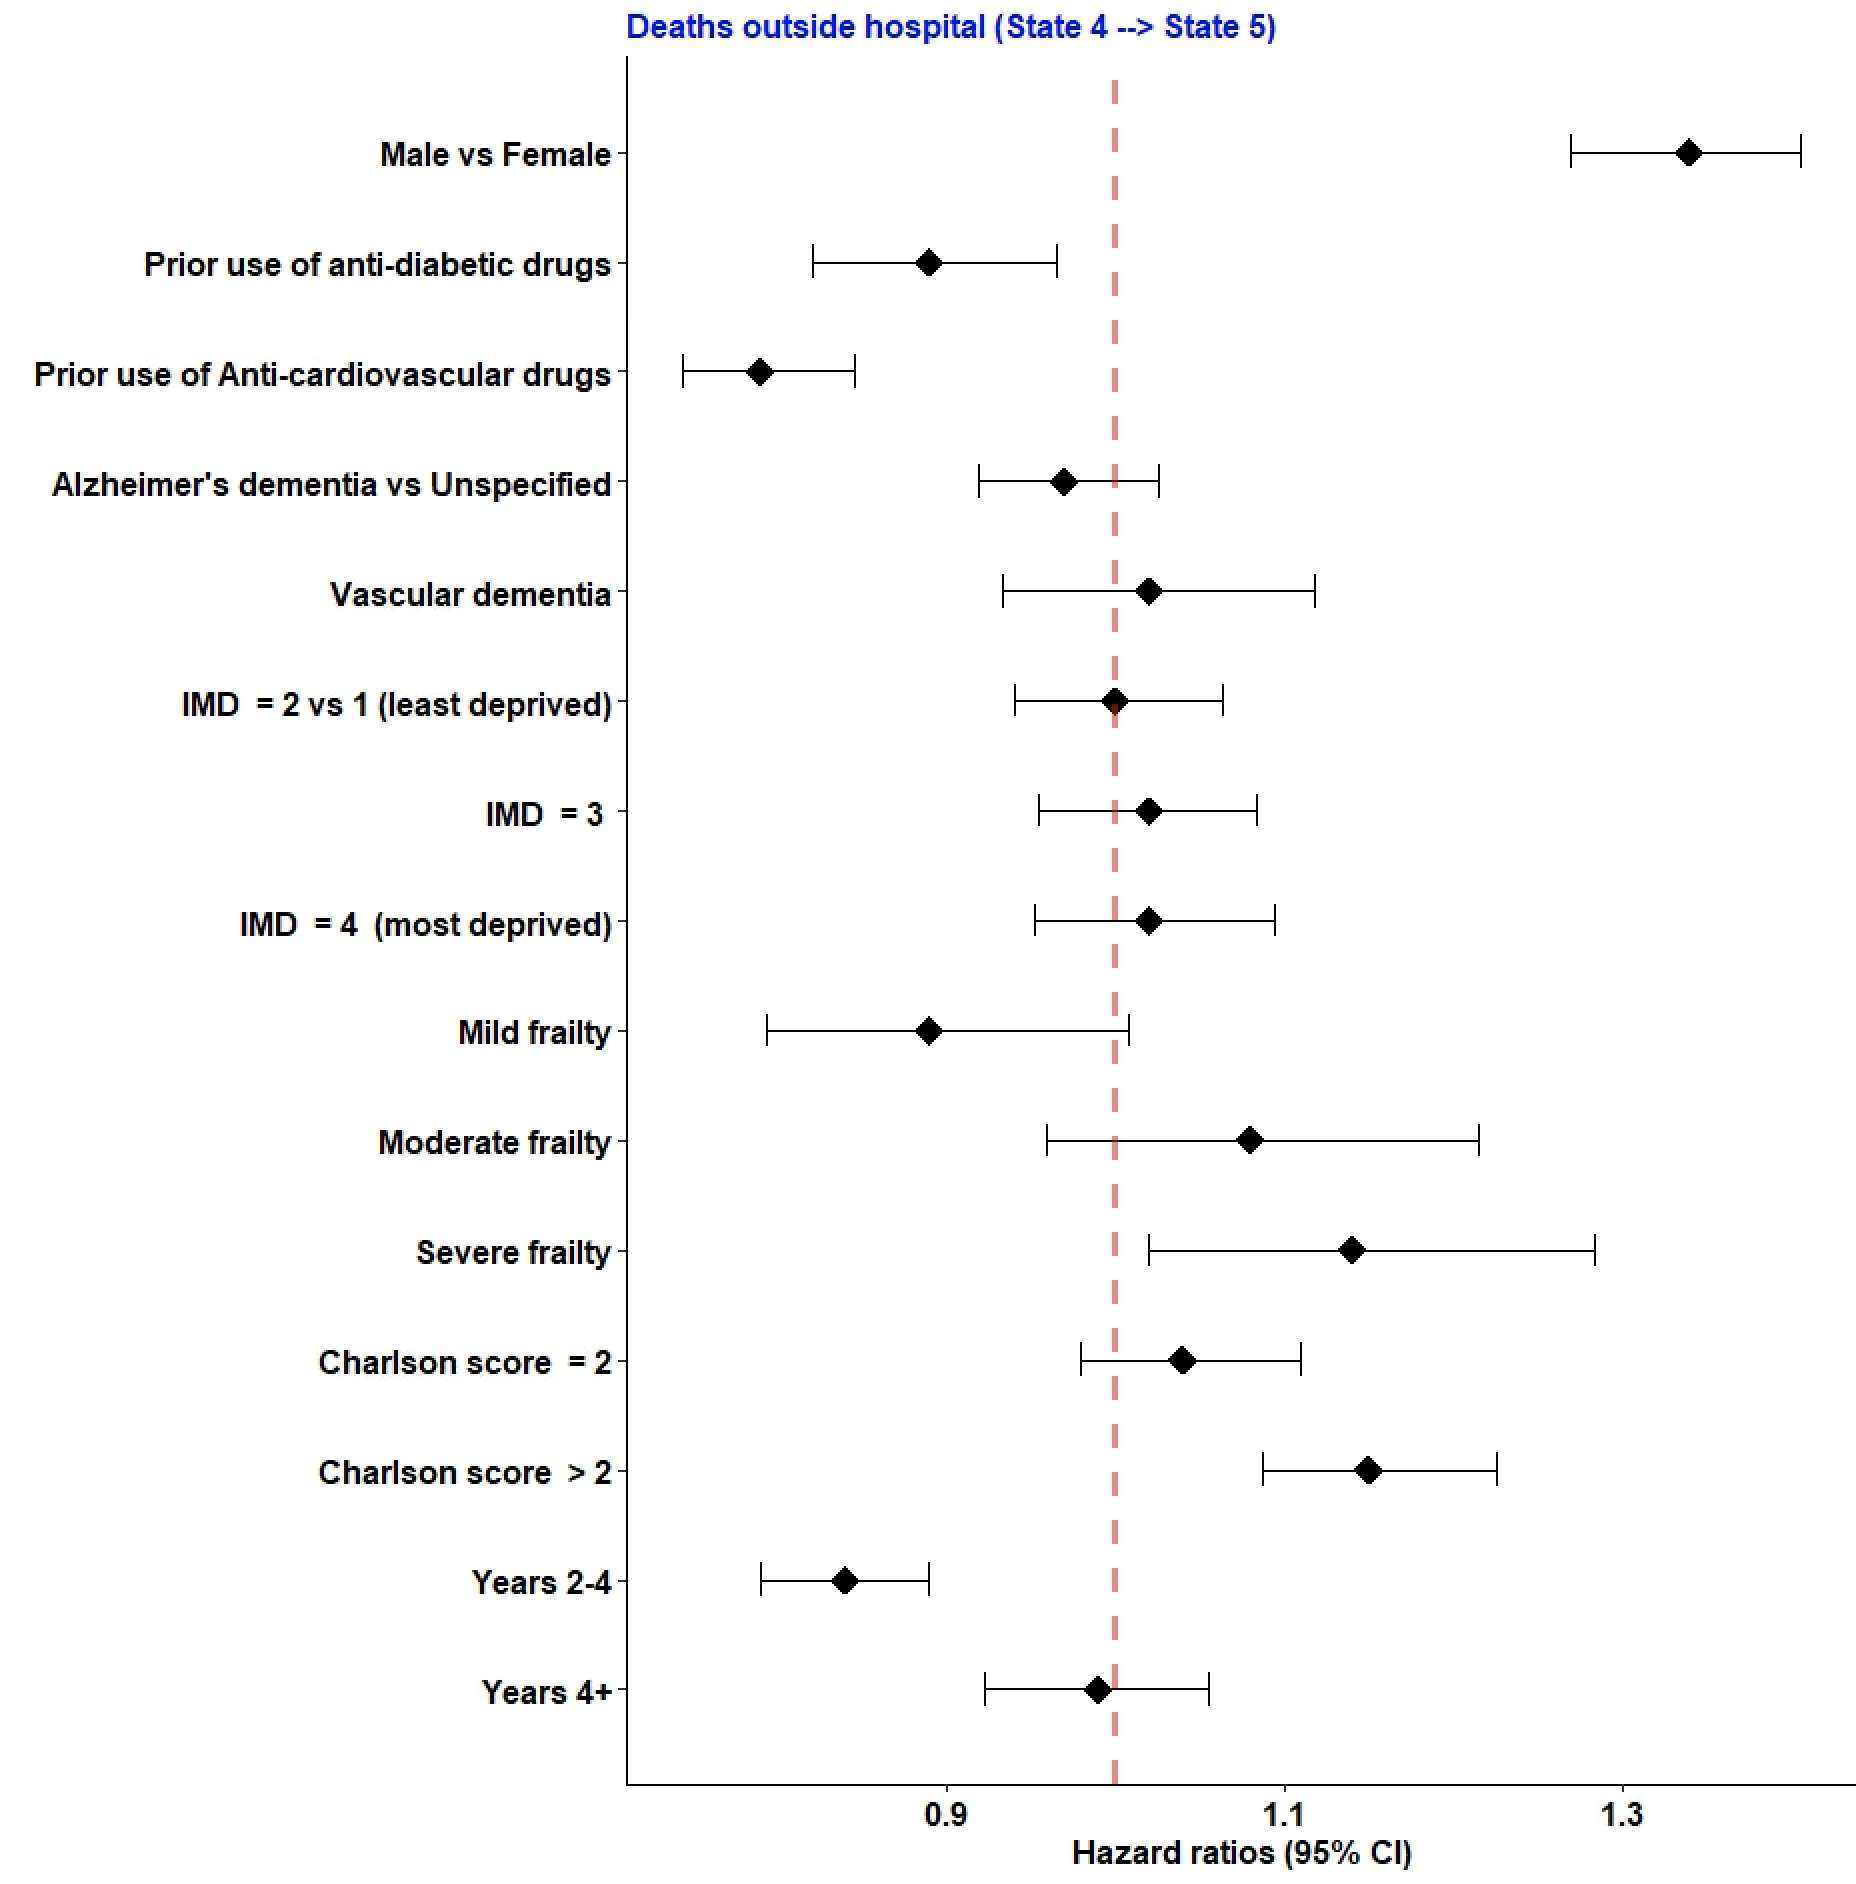 Deaths outside hospital (State 4 --> State 5)
Male vs Female
Prior use of anti-diabetic drugs
Prior use of Anti-cardiovascular drugs
Alzheimer's dementia vs Unspecified
Vascular dementia
IMD  = 2 vs 1 (least deprived)
IMD  = 3
IMD  = 4  (most deprived)
Mild frailty
Moderate frailty
Severe frailty
Charlson score  = 2
Charlson score  > 2
Years 2-4
Years 4+
0.9 1.1 1.3
Hazard ratios (95% CI)